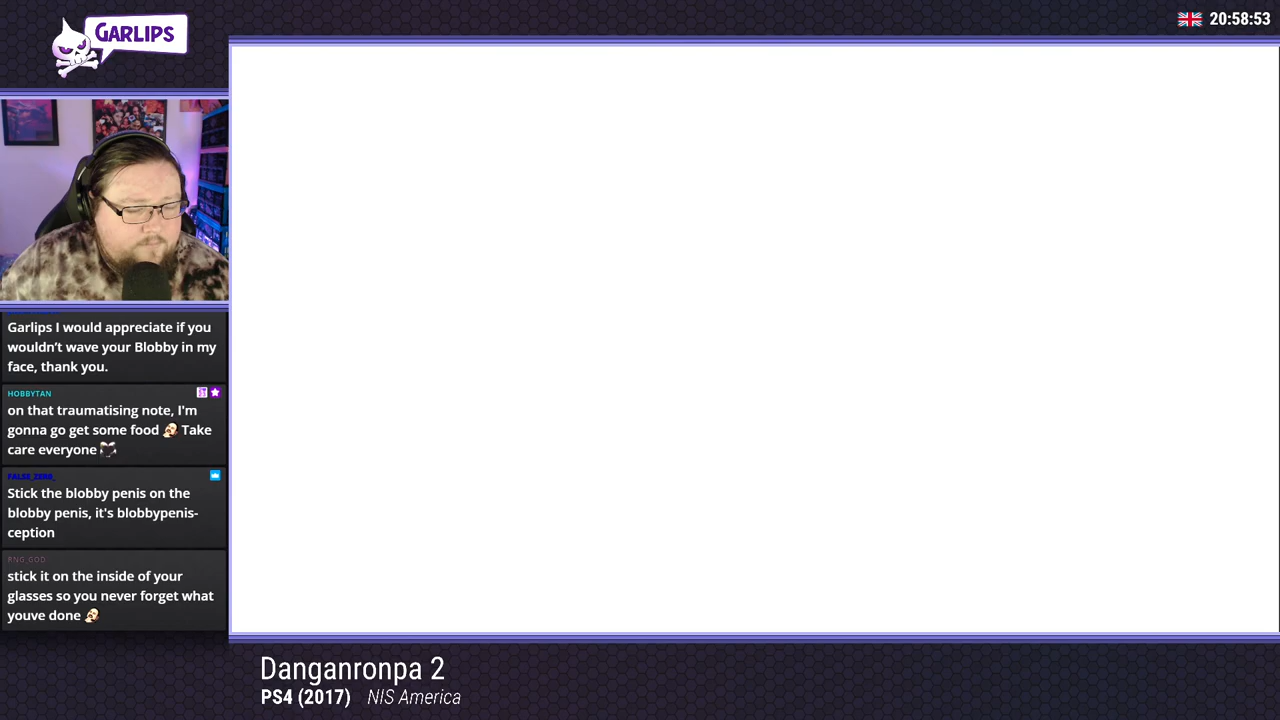 GARLIPS
20:58:53
Garlips I would appreciate if you
wouldn't wave your Blobby in my
face, thank you.
HOBBYTAN
on that traumatising note, I'm
gonna go get some food Take
care everyone
FALSE_ZERO_
Stick the blobby penis on the
blobby penis, it's blobbypenis-
ception
RNG_GOD
stick it on the inside of your
glasses so you never forget what
youve done
Danganronpa 2
PS4 (2017) NIS America